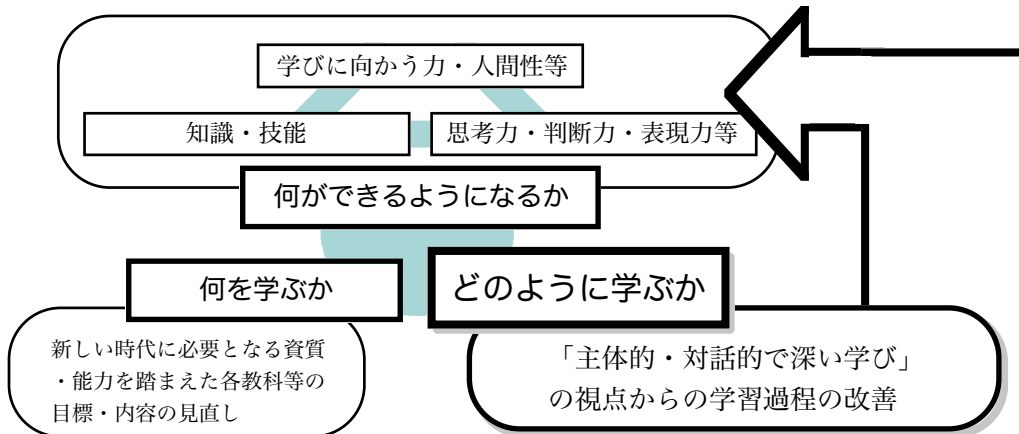 学びに向かう力・人間性等
知識・技能
思考力・判断力・表現力等
何ができるようになるか
何を学ぶか
どのように学ぶか
新しい時代に必要となる資質
・能力を踏まえた各教科等の
目標・内容の見直し
「主体的・対話的で深い学び」
の視点からの学習過程の改善